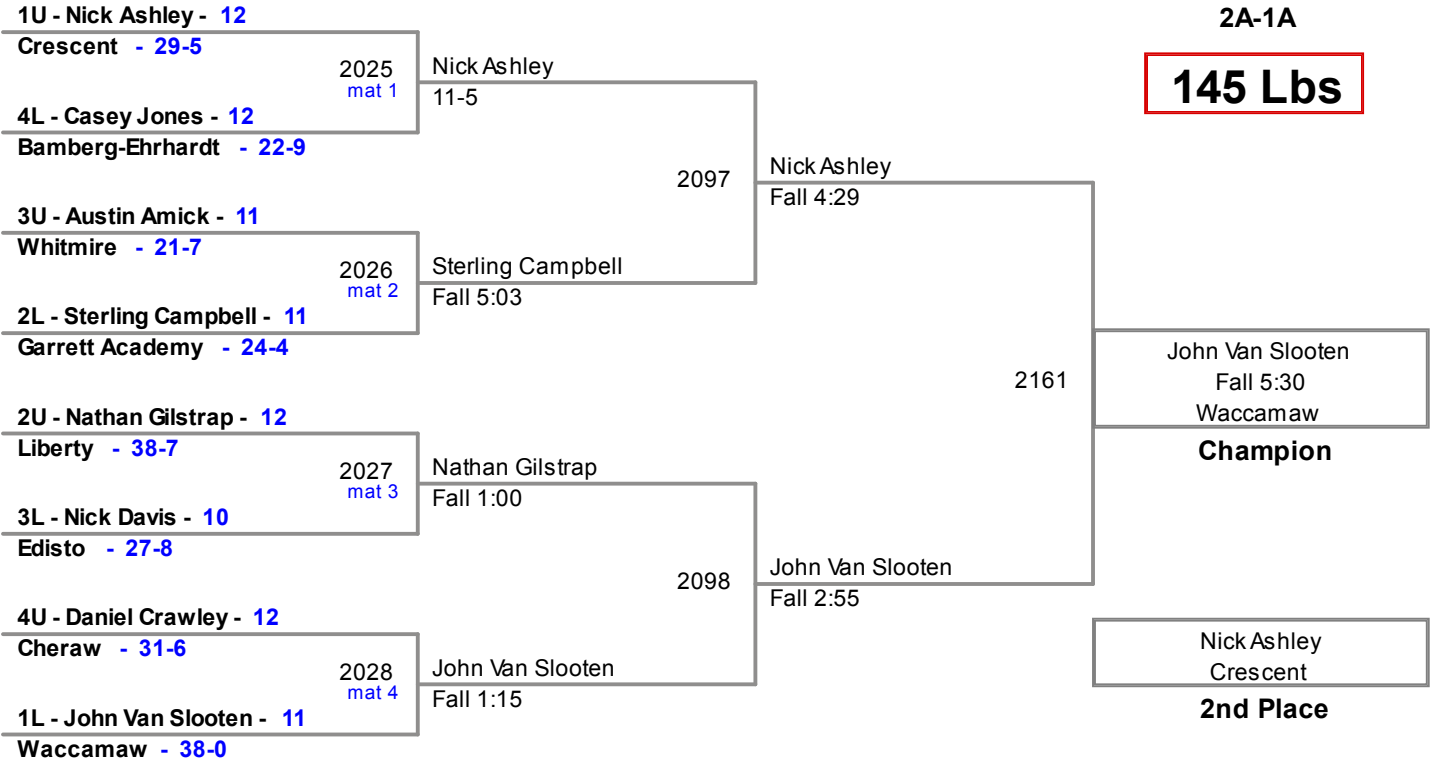 1U - Nick Ashley - 12
Crescent - 29-5
2025
mat 1
4L - Casey Jones - 12
Bamberg-Ehrhardt - 22-9
3U - Austin Amick - 11
Whitmire - 21-7
2026
mat 2
2L - Sterling Campbell - 11
Garrett Academy - 24-4
2U - Nathan Gilstrap - 12
Liberty - 38-7
2027
mat 3
3L - Nick Davis - 10
Edisto - 27-8
4U - Daniel Crawley - 12
Cheraw - 31-6
2028
mat 4
1L - John Van Slooten - 11
Waccamaw - 38-0
Nick Ashley
11-5
2097
Sterling Campbell
Fall 5:03
Nathan Gilstrap
Fall 1:00
2098
John Van Slooten
Fall 1:15
Nick Ashley
Fall 4:29
2161
John Van Slooten
Fall 2:55
2A-1A
145 Lbs
John Van Slooten
Fall 5:30
Waccamaw
Champion
Nick Ashley
Crescent
2nd Place